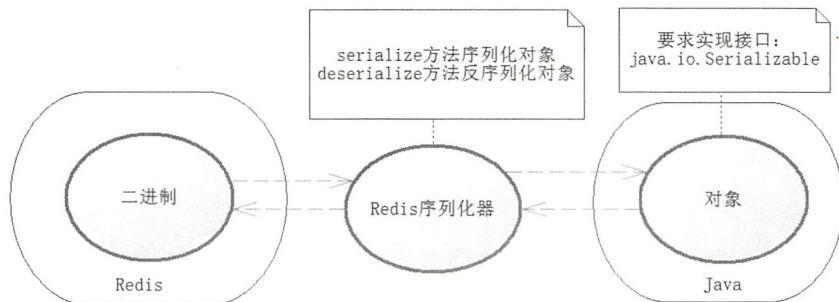 serialize方法序列化对象
deserialize方法反序列化对象
要求实现接口:
java.io.Serializable
二进制
Redis序列化器
对象
Redis
Java